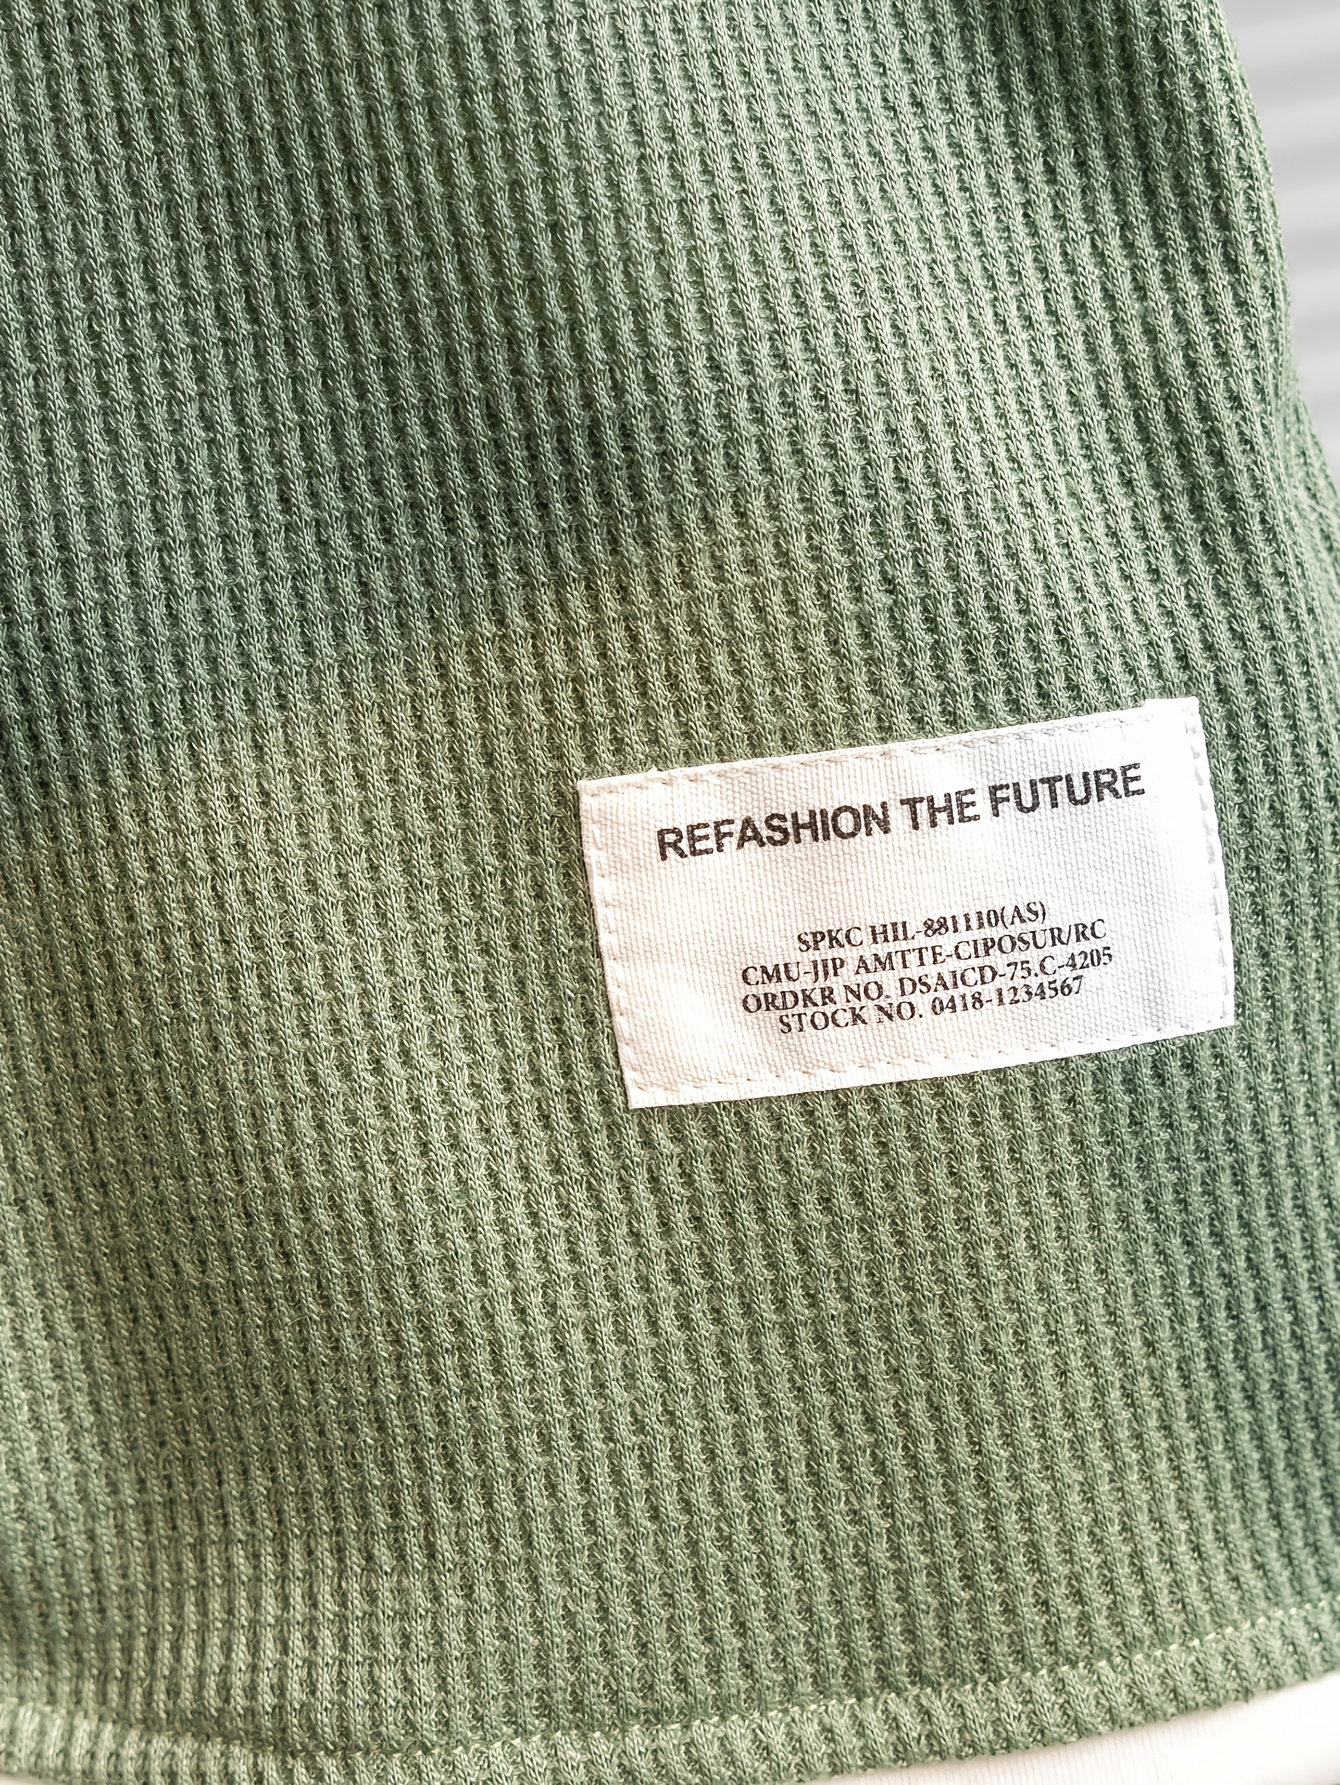 REFASHION THE FUTURE
SPKC HIL-881110(AS)
CMU-JJP AMTTE-CIPOSUR/RC
ORDKR NO. DSAICD-75.C-4205
STOCK NO. 0418-1234567